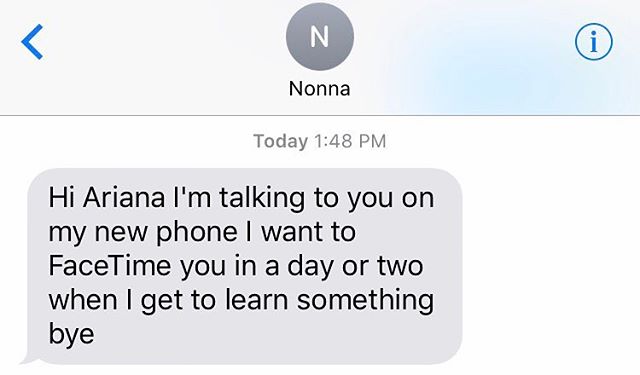 N
Nonna
Today 1:48 PM
Hi Ariana I'm talking to you on
my new phone I want to
FaceTime you in a day or two
when I get to learn something
bye